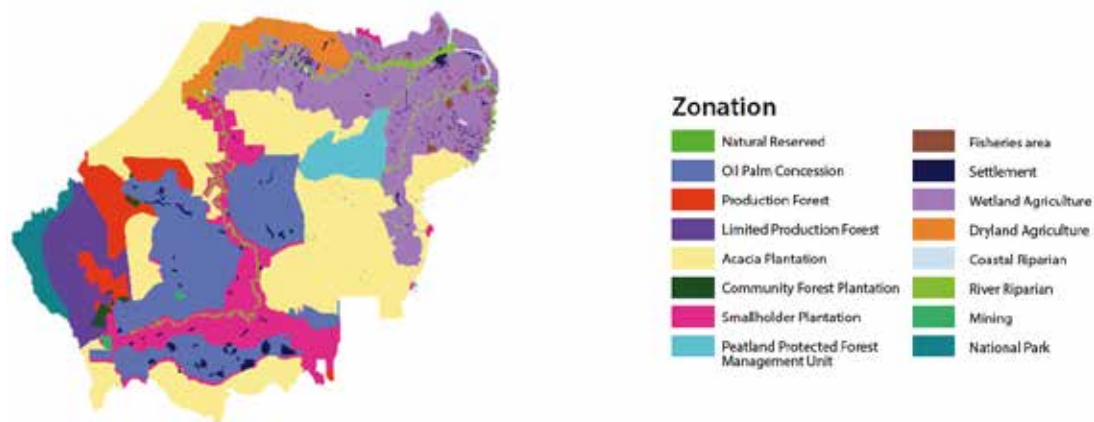 Zonation
Natural Reserved
Oil Palm Concession
Production Forest
Limited Production Forest
Acacia Plantation
Community Forest Plantation
Smallholder Plantation
Peatland Protected Forest
Management Unit
Fisheries area
Settlement
Wetland Agriculture
Dryland Agriculture
Coastal Riparian
River Riparian
Mining
National Park